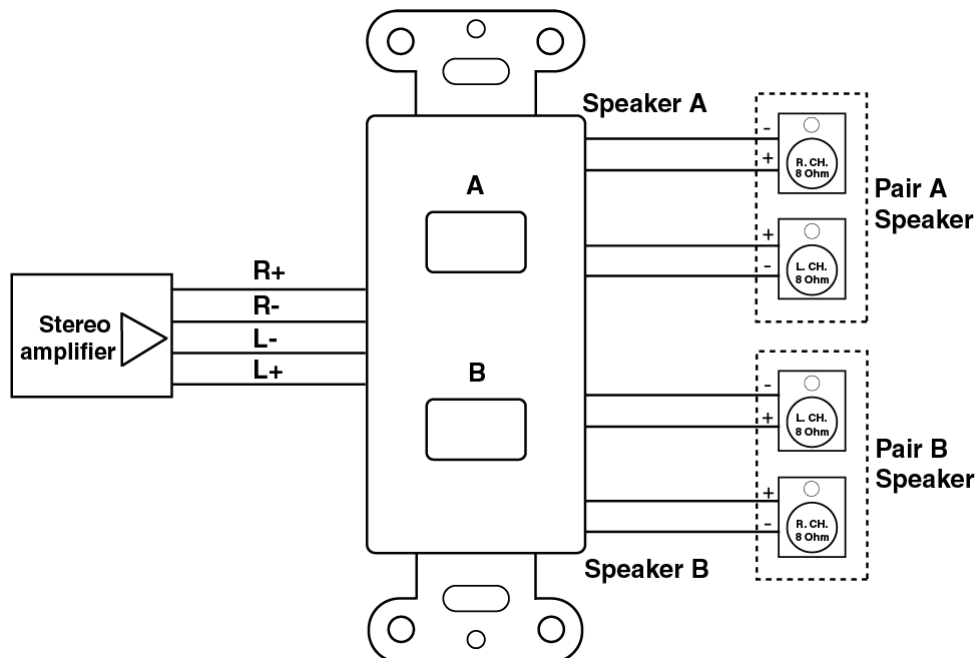 Speaker A
A
-
+
R. CH.
8 Ohm
Pair A
Speaker
+
-
L. CH.
8 Ohm
R+
R-
L-
L+
Stereo
amplifier
B
-
+
L. CH.
8 Ohm
Pair B
Speaker
+
-
R. CH.
8 Ohm
Speaker B